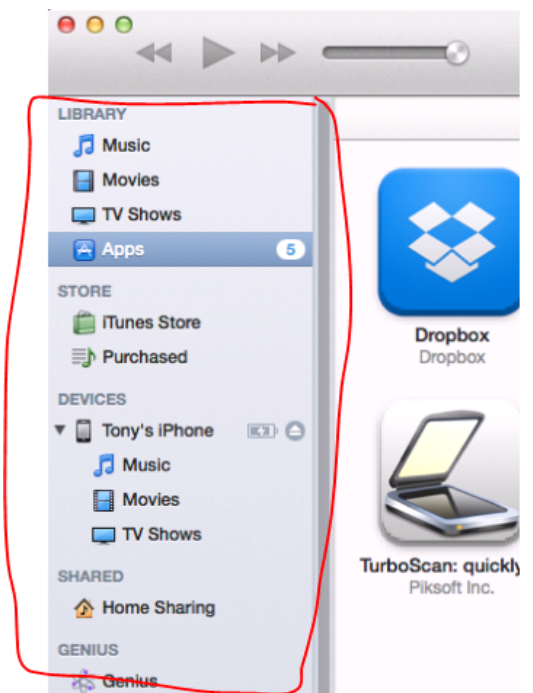 LIBRARY
Music
Movies
TV Shows
Apps 5
STORE
iTunes Store
Purchased
DEVICES
Tony's iPhone
Music
Movies
TV Shows
SHARED
Home Sharing
GENIUS
Genius
Dropbox
Dropbox
TurboScan: quickly
Piksoft Inc.